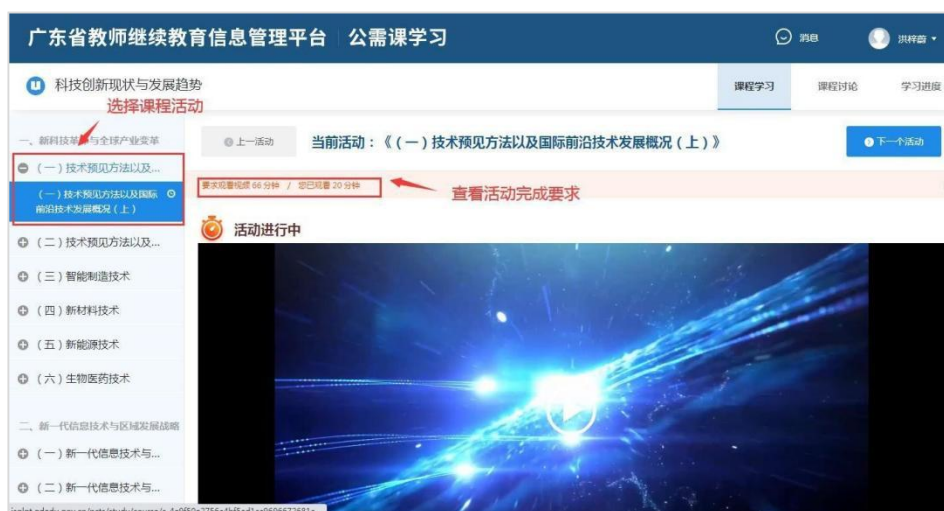 广东省教师继续教育信息管理平台 公需课学习
消息
洪梓蔚
科技创新现状与发展趋势
课程学习
课程讨论
学习进度
选择课程活动
一、新科技革命与全球产业变革
上一活动
当前活动：《（一）技术预见方法以及国际前沿技术发展概况（上）》
下一个活动
（一）技术预见方法以及...
（一）技术预见方法以及国际
前沿技术发展概况（上）
要求观看视频 66 分钟 / 您已观看 20 分钟
查看活动完成要求
活动进行中
（二）技术预见方法以及...
（三）智能制造技术
（四）新材料技术
（五）新能源技术
（六）生物医药技术
二、新一代信息技术与区域发展战略
（一）新一代信息技术与...
（二）新一代信息技术与...